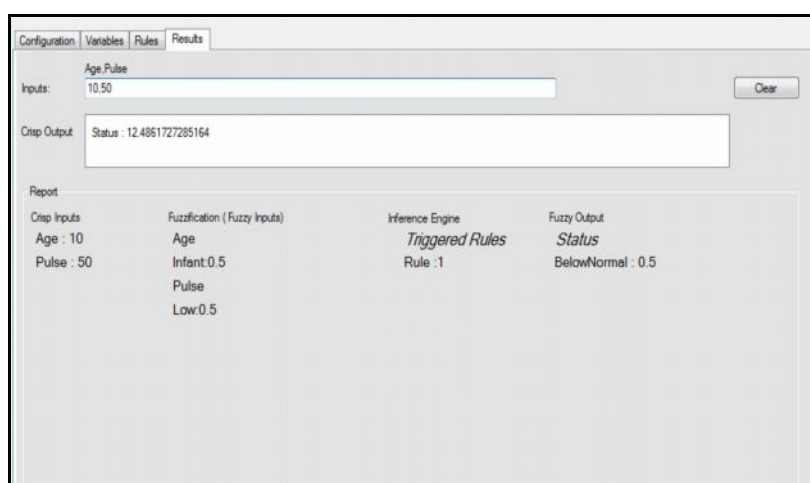 Configuration Variables Rules Results
Age,Pulse
Inputs: 10,50 Clear
Crisp Output Status : 12.4861727285164
Report
Crisp Inputs Fuzzification ( Fuzzy Inputs) Inference Engine Fuzzy Output
Age : 10 Age Triggered Rules Status
Pulse : 50 Infant:0.5 Rule :1 BelowNormal : 0.5
Pulse
Low:0.5